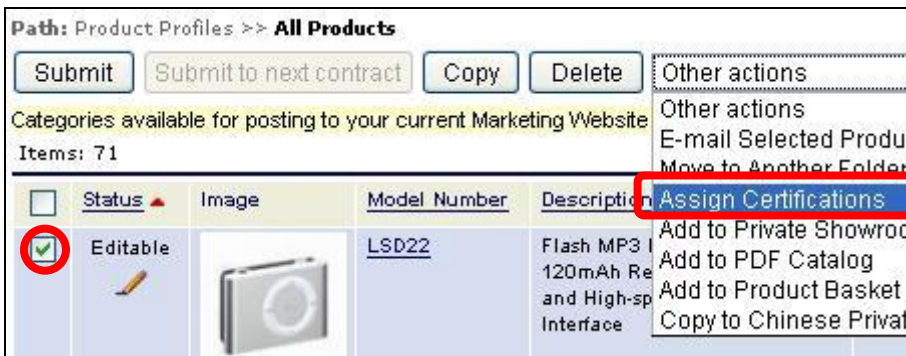 Path: Product Profiles >> All Products
Submit Submit to next contract Copy Delete Other actions
Categories available for posting to your current Marketing Website
Items: 71
Other actions
E-mail Selected Produ
Move to Another Folder
Assign Certifications
Add to Private Showroo
Add to PDF Catalog
Add to Product Basket
Copy to Chinese Privat
Status Image Model Number Description
Editable LSD22 Flash MP3
120mAh Re
and High-sp
Interface